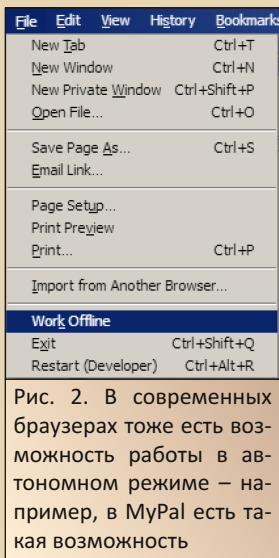 File Edit View History Bookmarks
New Tab Ctrl+T
New Window Ctrl+N
New Private Window Ctrl+Shift+P
Open File... Ctrl+O
Save Page As... Ctrl+S
Email Link...
Page Setup...
Print Preview
Print... Ctrl+P
Import from Another Browser...
Work Offline
Exit Ctrl+Shift+Q
Restart (Developer) Ctrl+Alt+R
Рис. 2. В современных
браузерах тоже есть воз-
можность работы в ав-
тономном режиме – на-
пример, в MyPal есть та-
кая возможность